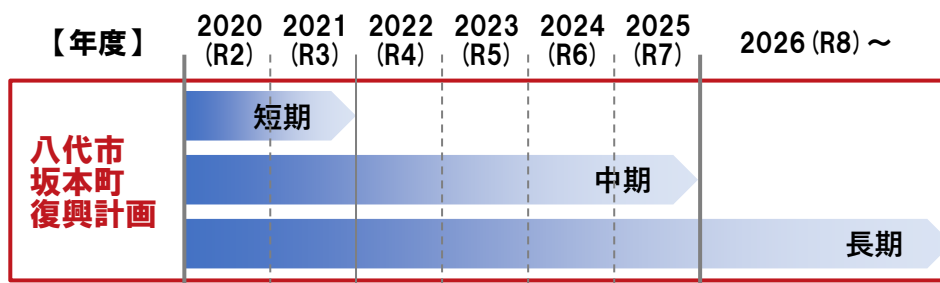 【年度】
2020 2021 2022 2023 2024 2025 2026(R8)～
(R2) (R3) (R4) (R5) (R6) (R7)
八代市
坂本町
復興計画
短期
中期
長期